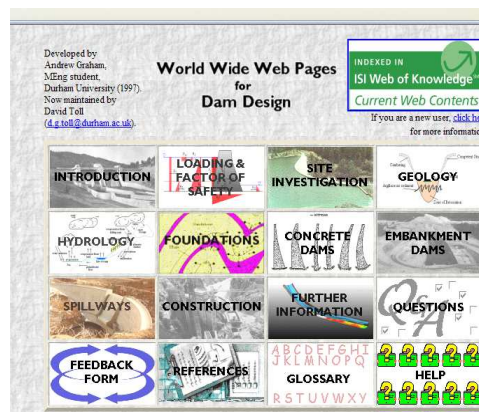 Developed by
Andrew Graham,
MEng student,
Durham University (1997).
Now maintained by
David Toll
(d.g.toll@durham.ac.uk).
World Wide Web Pages
for
Dam Design
INDEXED IN
ISI Web of Knowledge
Current Web Contents
If you are a new user, click
for more
INTRODUCTION
LOADING &
FACTOR OF
SAFETY
SITE
INVESTIGATION
GEOLOGY
HYDROLOGY
FOUNDATIONS
CONCRETE
DAMS
EMBANKMENT
DAMS
SPILLWAYS
CONSTRUCTION
FURTHER
INFORMATION
Q&A
QUESTIONS
FEEDBACK
FORM
REFERENCES
ABCDEFGHI
JKLMNOPQ
GLOSSARY
RSTUVWXY
? ? ? ? ?
HELP
? ? ? ? ?